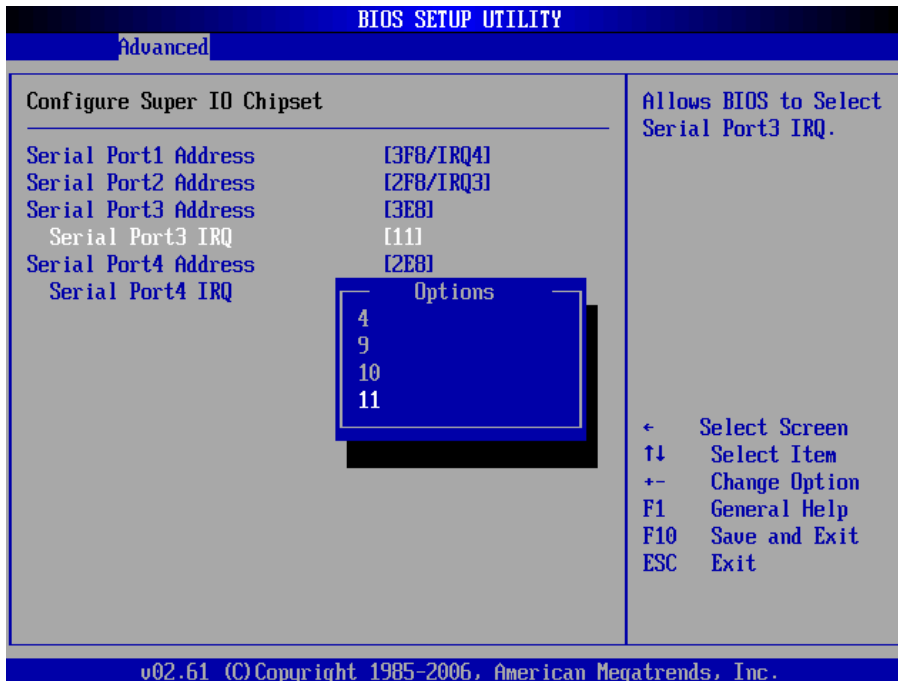 BIOS SETUP UTILITY
Advanced
Configure Super IO Chipset
Serial Port1 Address [3F8/IRQ4]
Serial Port2 Address [2F8/IRQ3]
Serial Port3 Address [3E8]
Serial Port3 IRQ [11]
Serial Port4 Address [2E8]
Serial Port4 IRQ
Options
4
9
10
11
Allows BIOS to Select
Serial Port3 IRQ.
← Select Screen
↑↓ Select Item
+- Change Option
F1 General Help
F10 Save and Exit
ESC Exit
v02.61 (C)Copyright 1985-2006, American Megatrends, Inc.